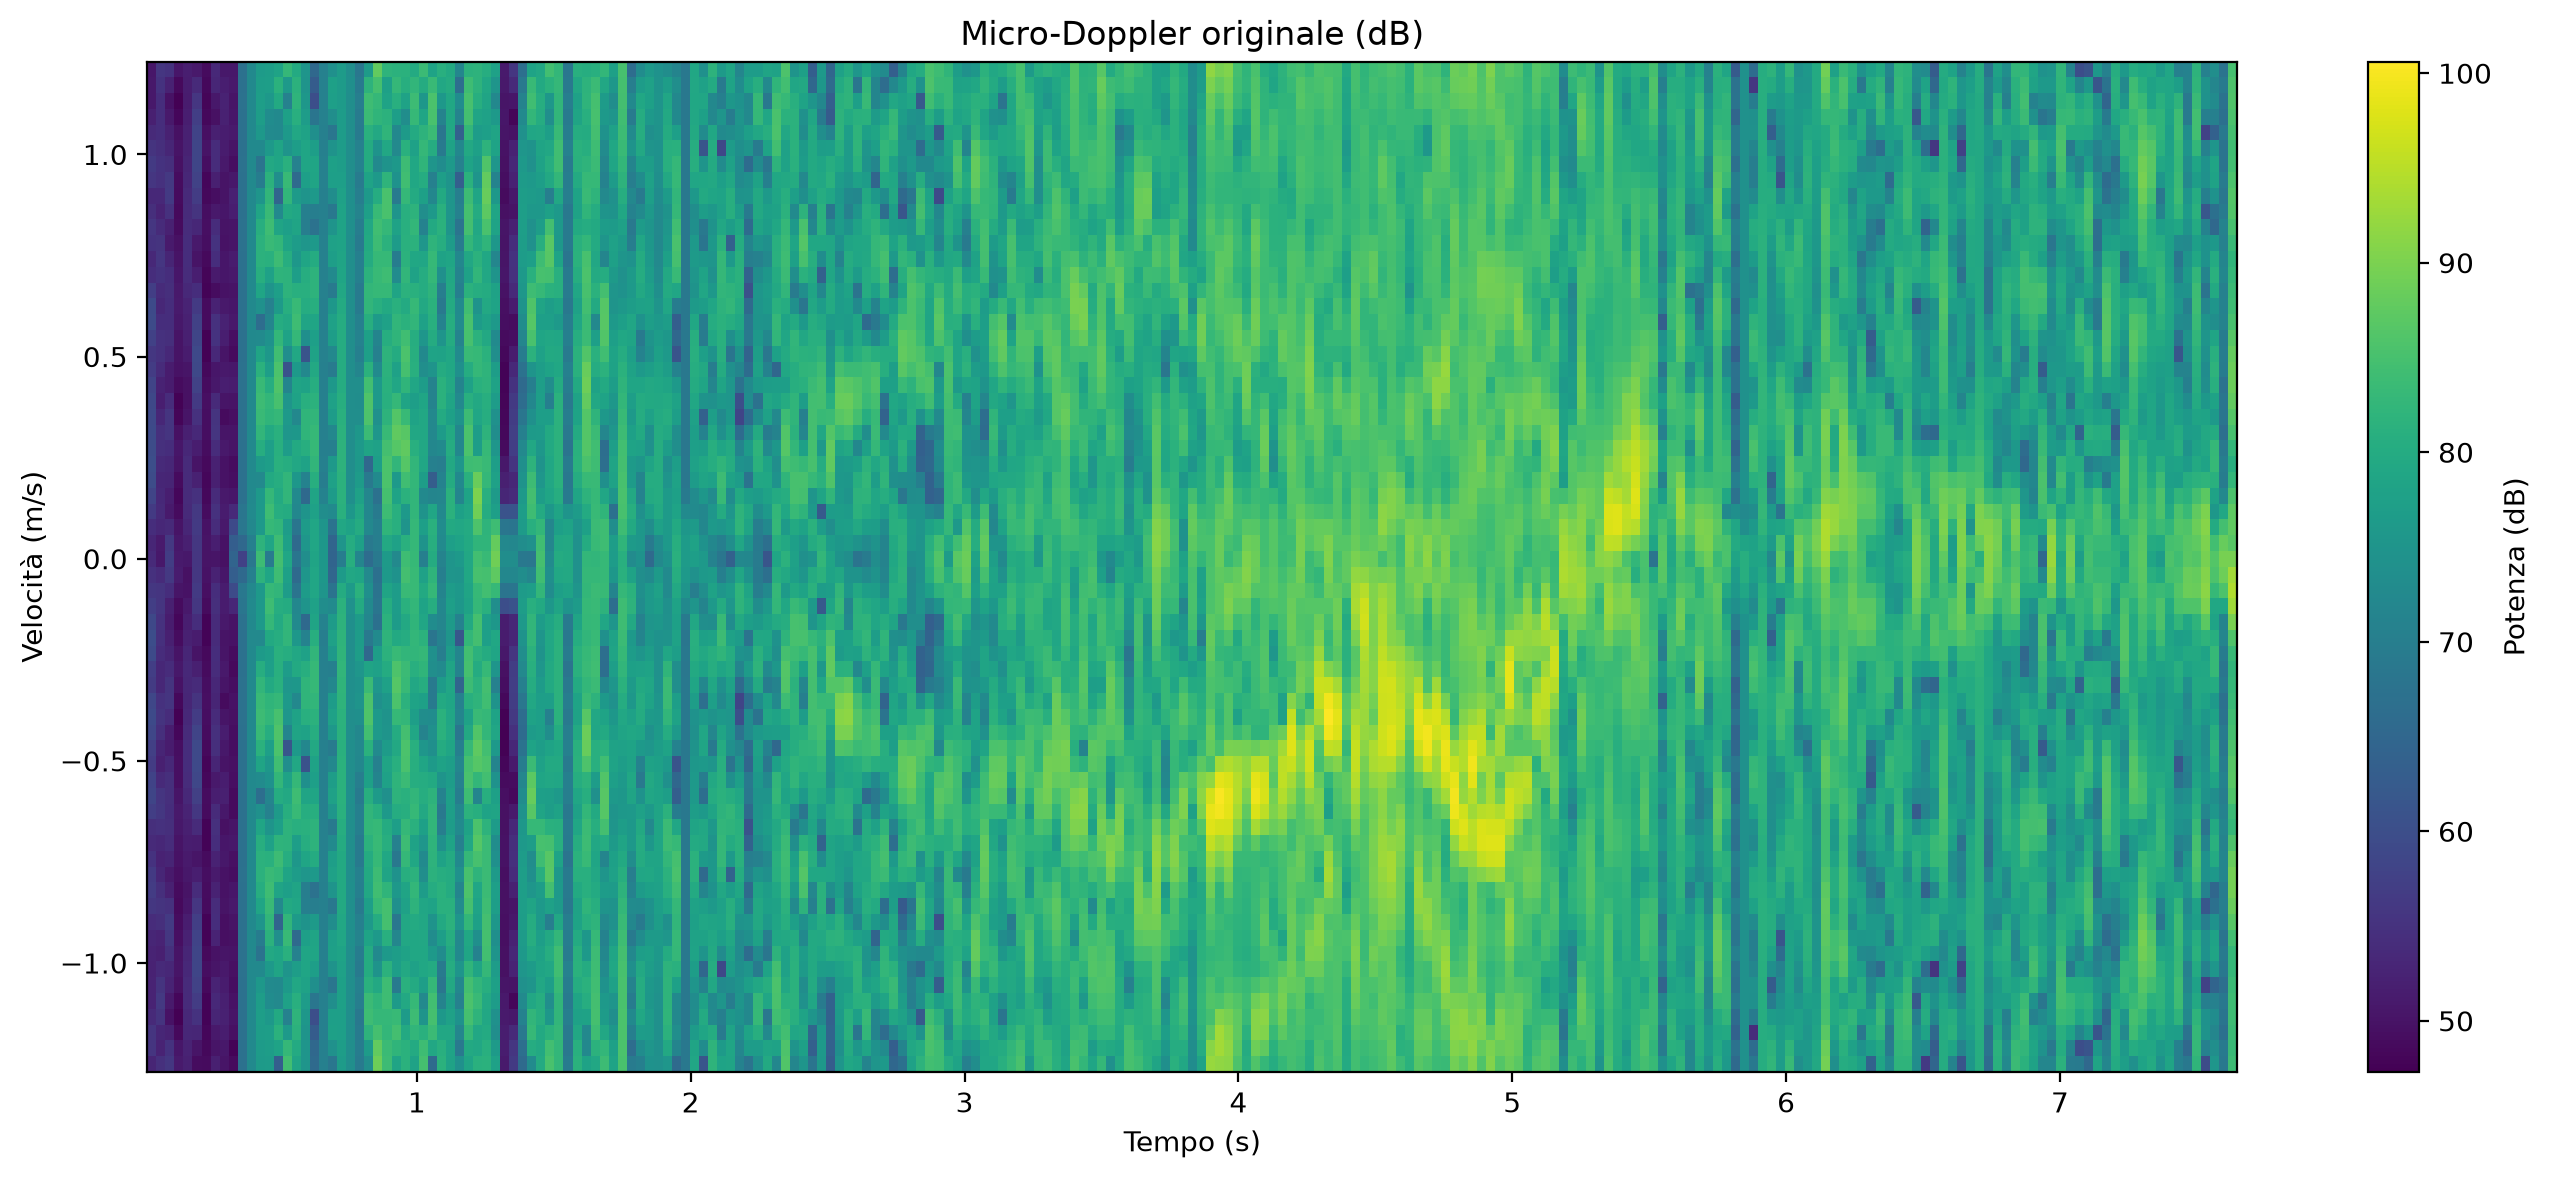 Micro-Doppler originale (dB)
Velocità (m/s)
1.0
0.5
0.0
−0.5
−1.0
1 2 3 4 5 6 7
Tempo (s)
100
90
80
70
60
50
Potenza (dB)